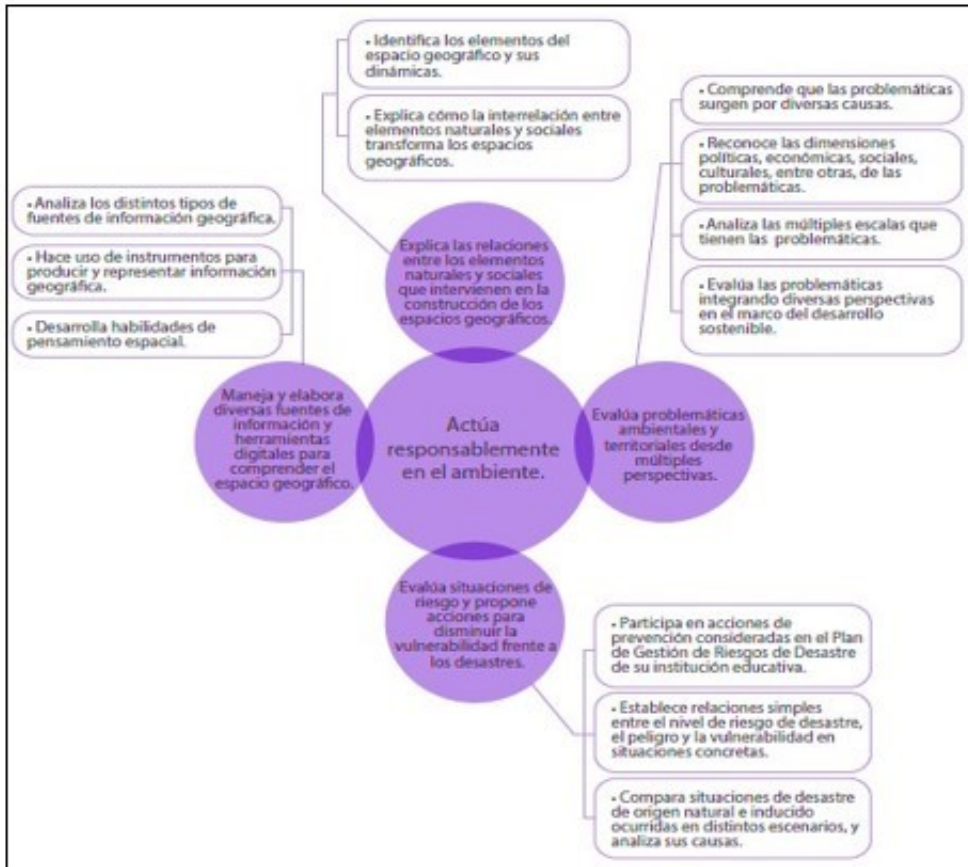 • Identifica los elementos del
espacio geográfico y sus
dinámicas.
• Explica cómo la interrelación entre
elementos naturales y sociales
transforma los espacios
geográficos.
• Comprende que las problemáticas
surgen por diversas causas.
• Reconoce las dimensiones
políticas, económicas, sociales,
culturales, entre otras, de las
problemáticas.
• Analiza las múltiples escalas que
tienen las problemáticas.
• Evalúa las problemáticas
integrando diversas perspectivas
en el marco del desarrollo
sostenible.
• Analiza los distintos tipos de
fuentes de información geográfica.
• Hace uso de instrumentos para
producir y representar información
geográfica.
• Desarrolla habilidades de
pensamiento espacial.
Explica las relaciones
entre los elementos
naturales y sociales
que intervienen en la
construcción de los
espacios geográficos.
Maneja y elabora
diversas fuentes de
información y
herramientas
digitales para
comprender el
espacio geográfico.
Actúa
responsablemente
en el ambiente.
Evalúa problemáticas
ambientales y
territoriales desde
múltiples
perspectivas.
Evalúa situaciones de
riesgo y propone
acciones para
disminuir la
vulnerabilidad frente a
los desastres.
• Participa en acciones de
prevención consideradas en el Plan
de Gestión de Riesgos de Desastre
de su institución educativa.
• Establece relaciones simples
entre el nivel de riesgo de desastre,
el peligro y la vulnerabilidad en
situaciones concretas.
• Compara situaciones de desastre
de origen natural e inducido
ocurridas en distintos escenarios, y
analiza sus causas.